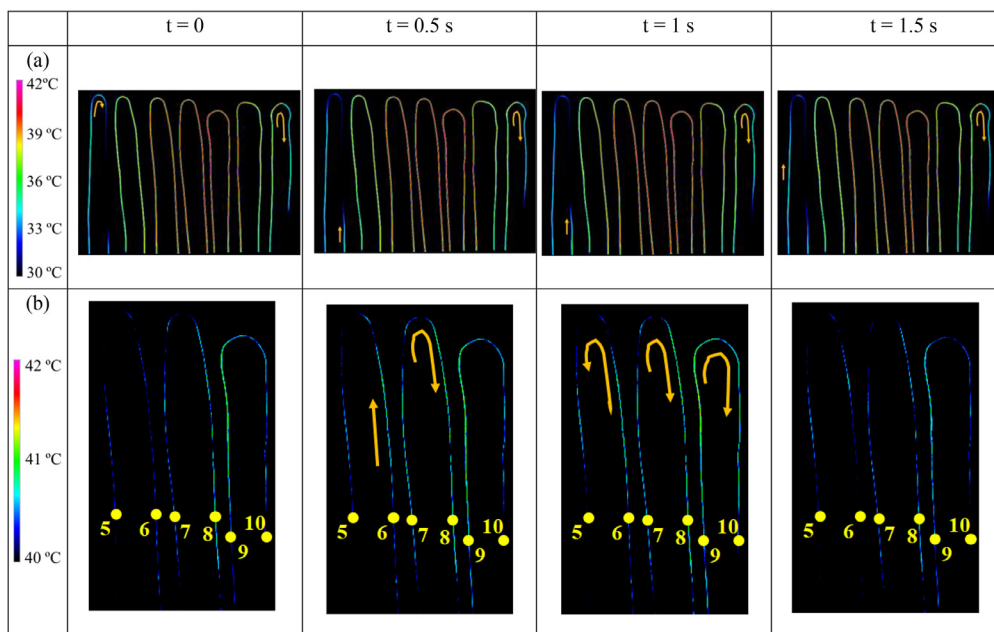 t = 0
t = 0.5 s
t = 1 s
t = 1.5 s
(a)
42ºC
39 ºC
36 ºC
33 ºC
30 ºC
(b)
42 ºC
41 ºC
40 ºC
5 6 7 8 9 10
5 6 7 8 9 10
5 6 7 8 9 10
5 6 7 8 9 10